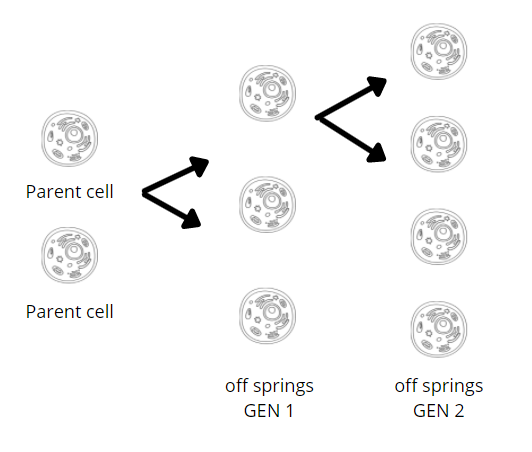 Parent cell
Parent cell
off springs
GEN 1
off springs
GEN 2